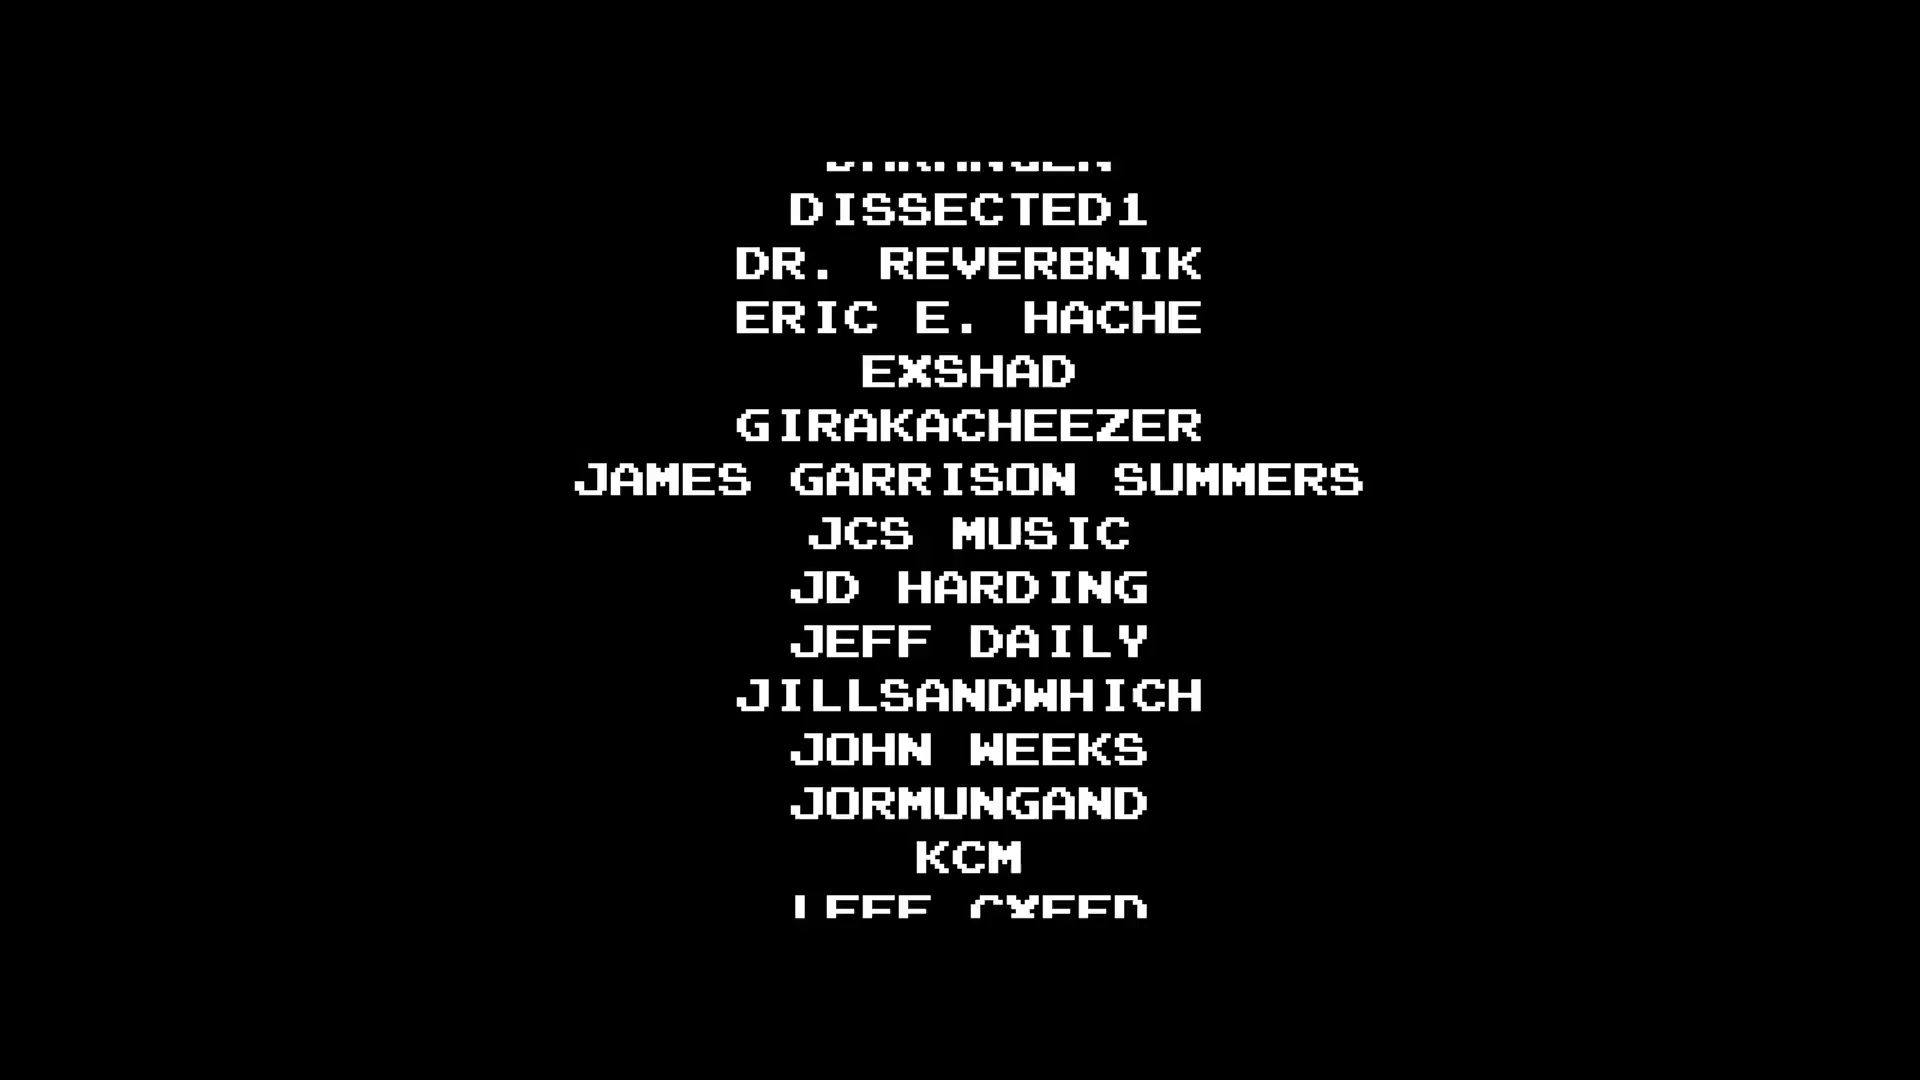 DISSECTED1
DR. REVERBNIK
ERIC E. HACHE
EXSHAD
GIRAKACHEEZER
JAMES GARRISON SUMMERS
JCS MUSIC
JD HARDING
JEFF DAILY
JILLSANDWHICH
JOHN WEEKS
JORMUNGAND
KCM